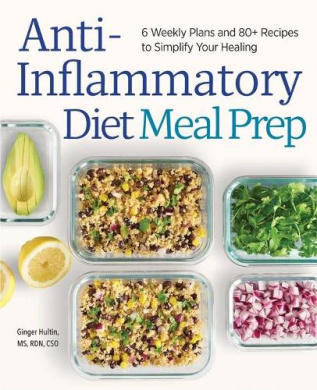 Anti-
6 Weekly Plans and 80+ Recipes
to Simplify Your Healing
Inflammatory
Diet Meal Prep
Ginger Hultin,
MS, RDN, CSO